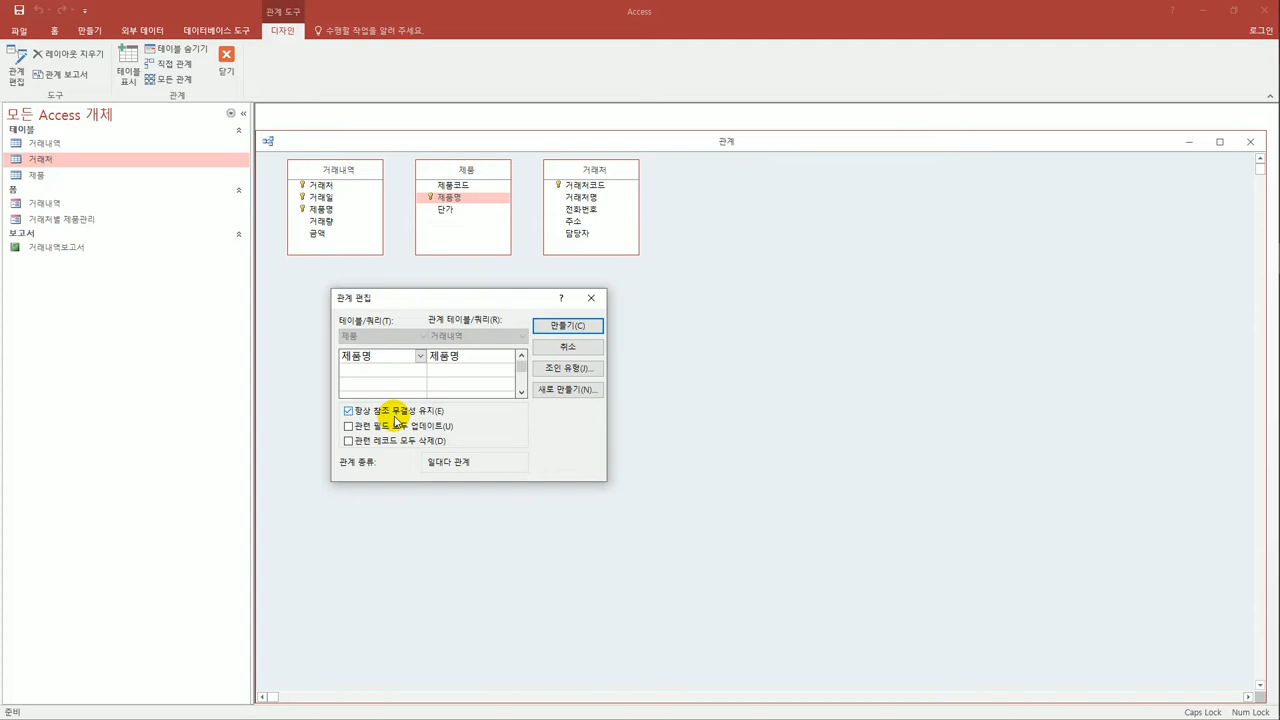 관계 도구
Access
파일
홈
만들기
외부 데이터
데이터베이스 도구
디자인
수행할 작업을 알려 주세요.
로그인
관계
편집
레이아웃 지우기
관계 보고서
도구
테이블
표시
테이블 숨기기
직접 관계
모든 관계
관계
닫기
모든 Access 개체
테이블
거래내역
거래처
제품
폼
거래내역
거래처별 제품관리
보고서
거래내역보고서
관계
거래내역
거래처
거래일
제품명
거래량
금액
제품
제품코드
제품명
단가
거래처
거래처코드
거래처명
전화번호
주소
담당자
관계 편집
?
테이블/쿼리(T):
관계 테이블/쿼리(R):
제품
거래내역
제품명
제품명
만들기(C)
취소
조인 유형(J)...
새로 만들기(N)...
항상 참조 무결성 유지(E)
관련 필드 모두 업데이트(U)
관련 레코드 모두 삭제(D)
관계 종류:
일대다 관계
준비
Caps Lock
Num Lock